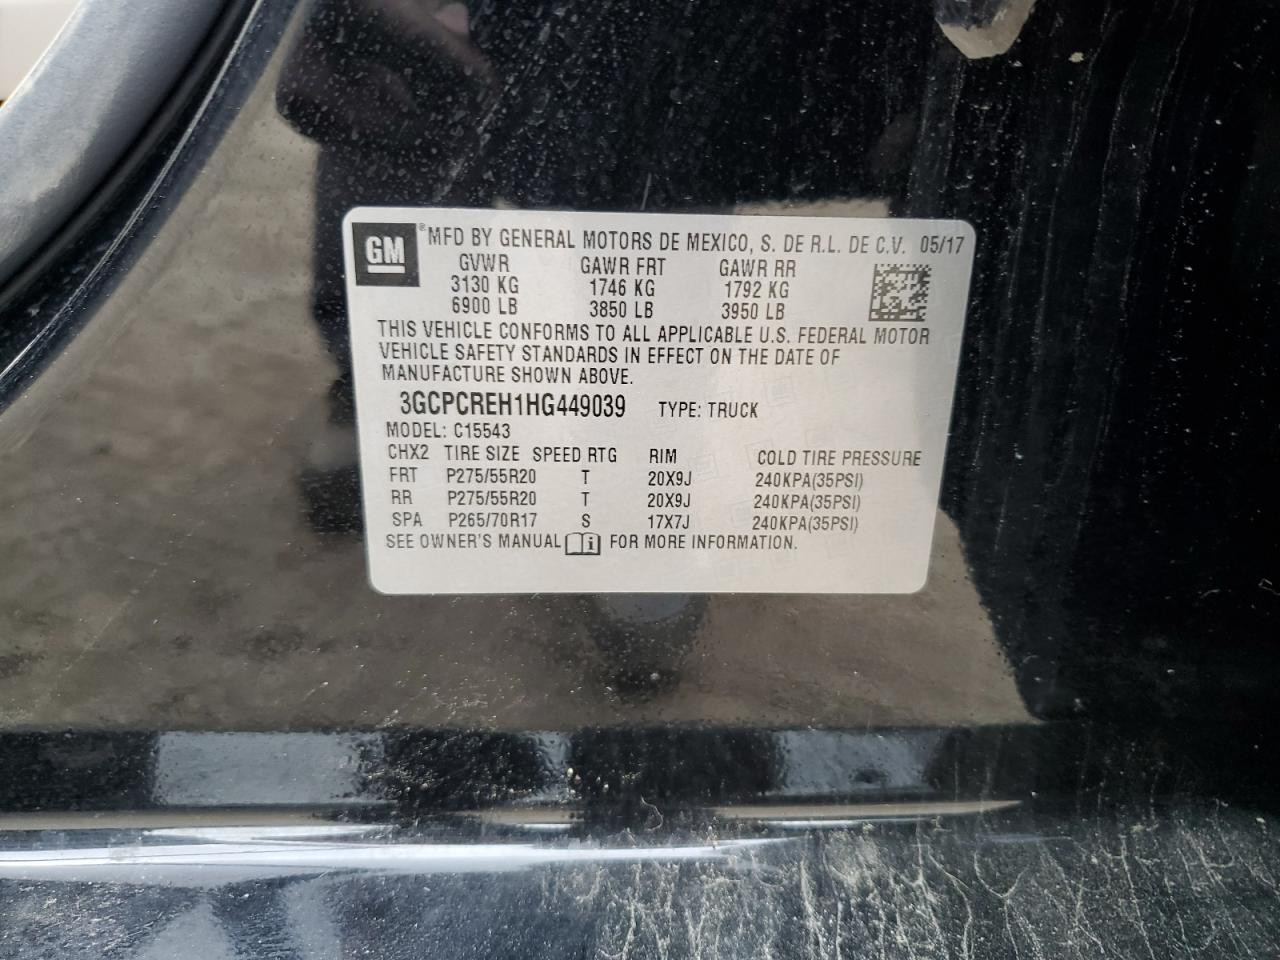 GM ® MFD BY GENERAL MOTORS DE MEXICO, S. DE R.L. DE C.V. 05/17
GVWR GAWR FRT GAWR RR
3130 KG 1746 KG 1792 KG
6900 LB 3850 LB 3950 LB
THIS VEHICLE CONFORMS TO ALL APPLICABLE U.S. FEDERAL MOTOR
VEHICLE SAFETY STANDARDS IN EFFECT ON THE DATE OF
MANUFACTURE SHOWN ABOVE.
3GCPCREH1HG449039 TYPE: TRUCK
MODEL: C15543
CHX2 TIRE SIZE SPEED RTG RIM COLD TIRE PRESSURE
FRT P275/55R20 T 20X9J 240KPA(35PSI)
RR P275/55R20 T 20X9J 240KPA(35PSI)
SPA P265/70R17 S 17X7J 240KPA(35PSI)
SEE OWNER'S MANUAL i FOR MORE INFORMATION.